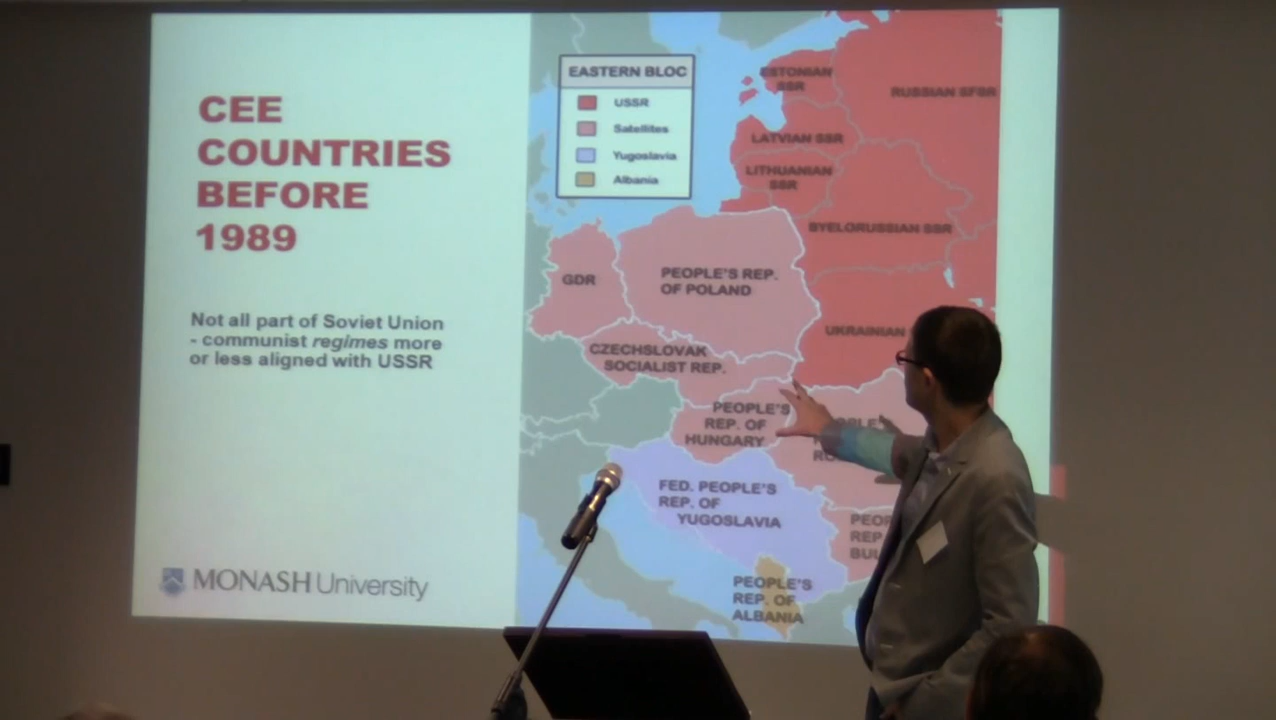 CEE
COUNTRIES
BEFORE
1989
Not all part of Soviet Union
- communist regimes more
or less aligned with USSR
MONASH University
EASTERN BLOC
USSR
Satellites
Yugoslavia
Albania
ESTONIAN
SSR
RUSSIAN SFSR
LATVIAN SSR
LITHUANIAN
SSR
BYELORUSSIAN SSR
GDR
PEOPLE'S REP.
OF POLAND
UKRAINIAN
CZECHSLOVAK
SOCIALIST REP.
PEOPLE'S
REP. OF
HUNGARY
FED. PEOPLE'S
REP. OF
YUGOSLAVIA
REP.
PEOPLE'S
REP. OF
ALBANIA